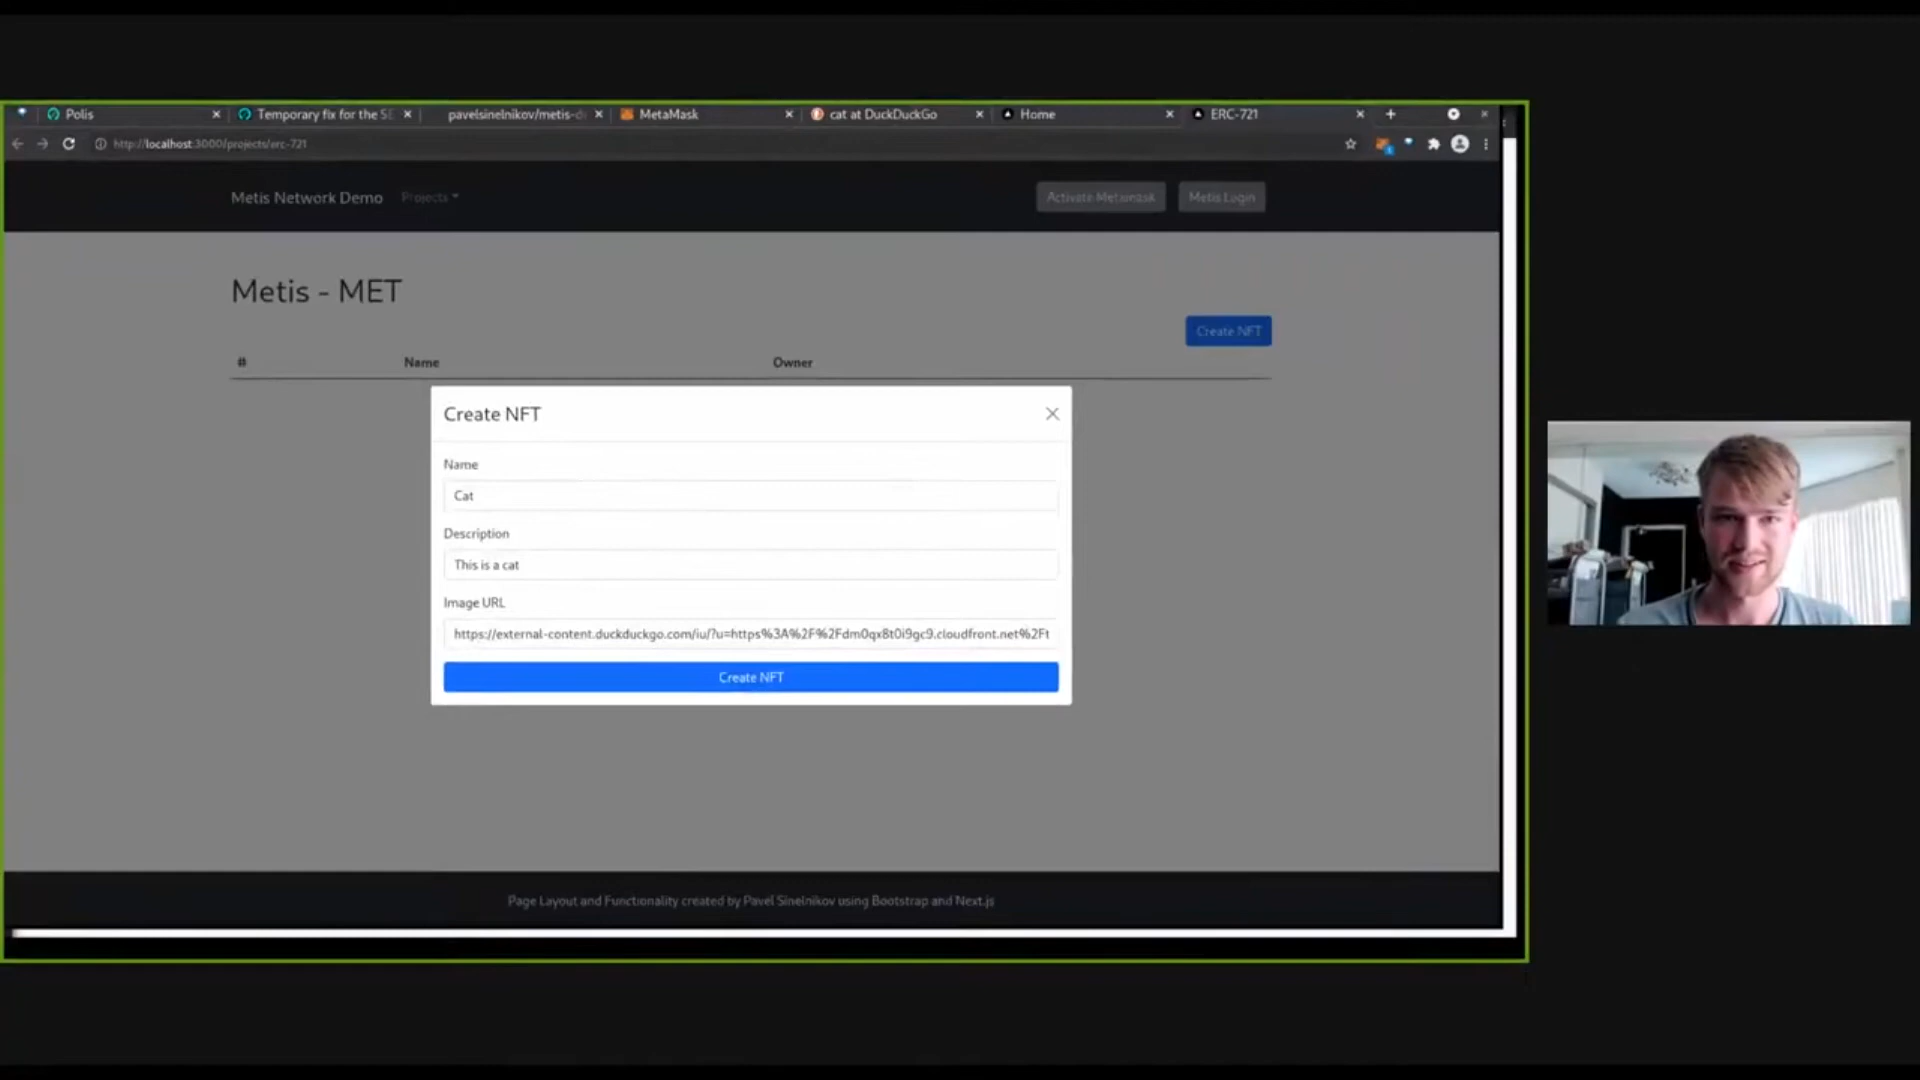 Polis
Temporary fix for the SE
pavelsinelnikov/metis-d
MetaMask
cat at DuckDuckGo
Home
ERC-721
http://localhost:3000/projects/erc-721
Metis Network Demo
Projects
Activate Metamask
Metis Login
Metis - MET
Create NFT
# Name Owner
Create NFT
Name
Cat
Description
This is a cat
Image URL
https://external-content.duckduckgo.com/iu/?u=https%3A%2F%2Fdm0qx8t0i9gc9.cloudfront.net%2Ft
Create NFT
Page Layout and Functionality created by Pavel Sinelnikov using Bootstrap and Next.js